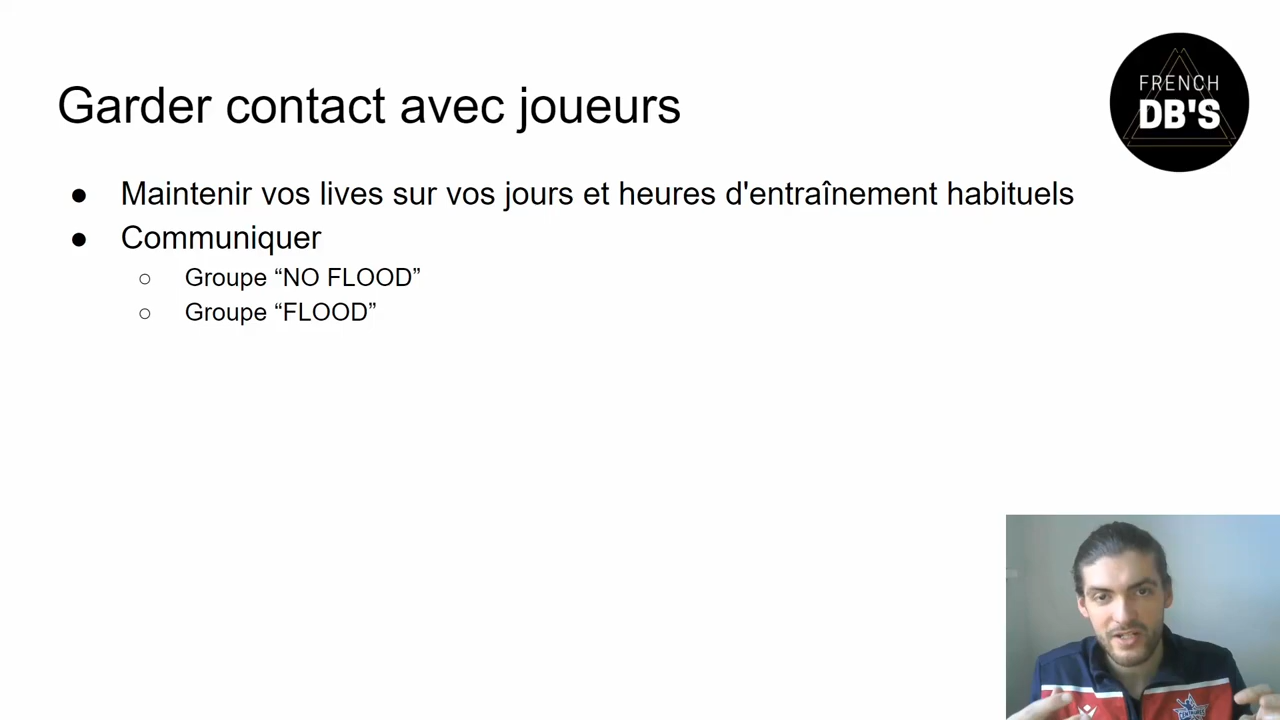 Garder contact avec joueurs
FRENCH
DB'S
● Maintenir vos lives sur vos jours et heures d'entraînement habituels
● Communiquer
○ Groupe “NO FLOOD”
○ Groupe “FLOOD”